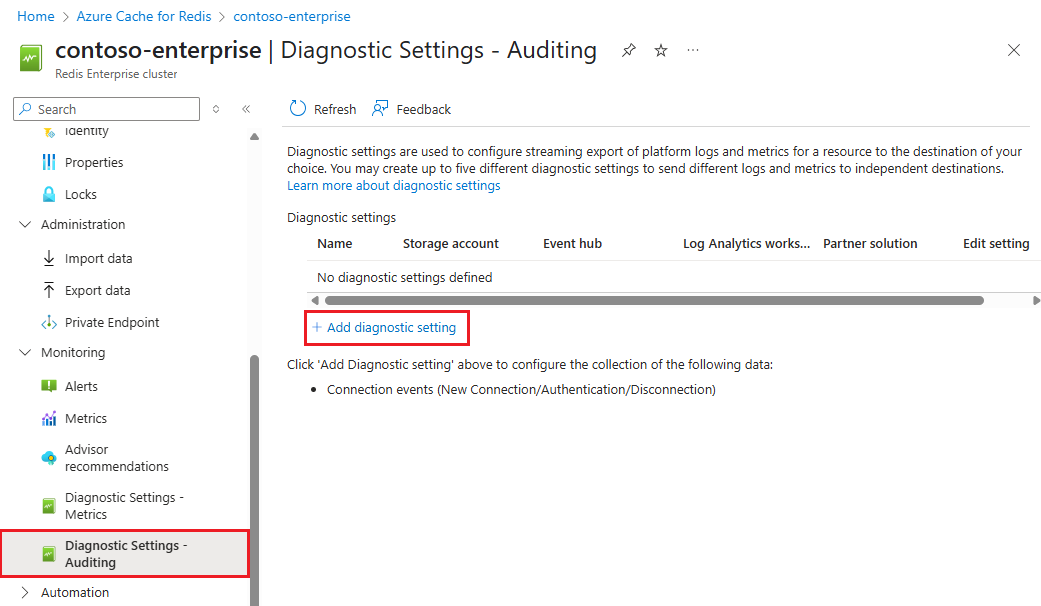 Home > Azure Cache for Redis > contoso-enterprise
contoso-enterprise | Diagnostic Settings - Auditing
Redis Enterprise cluster
Search
Identity
Properties
Locks
Administration
Import data
Export data
Private Endpoint
Monitoring
Alerts
Metrics
Advisor
recommendations
Diagnostic Settings -
Metrics
Diagnostic Settings -
Auditing
Automation
Refresh
Feedback
Diagnostic settings are used to configure streaming export of platform logs and metrics for a resource to the destination of your
choice. You may create up to five different diagnostic settings to send different logs and metrics to independent destinations.
Learn more about diagnostic settings
Diagnostic settings
Name Storage account Event hub Log Analytics works... Partner solution Edit setting
No diagnostic settings defined
+ Add diagnostic setting
Click 'Add Diagnostic setting' above to configure the collection of the following data:
• Connection events (New Connection/Authentication/Disconnection)